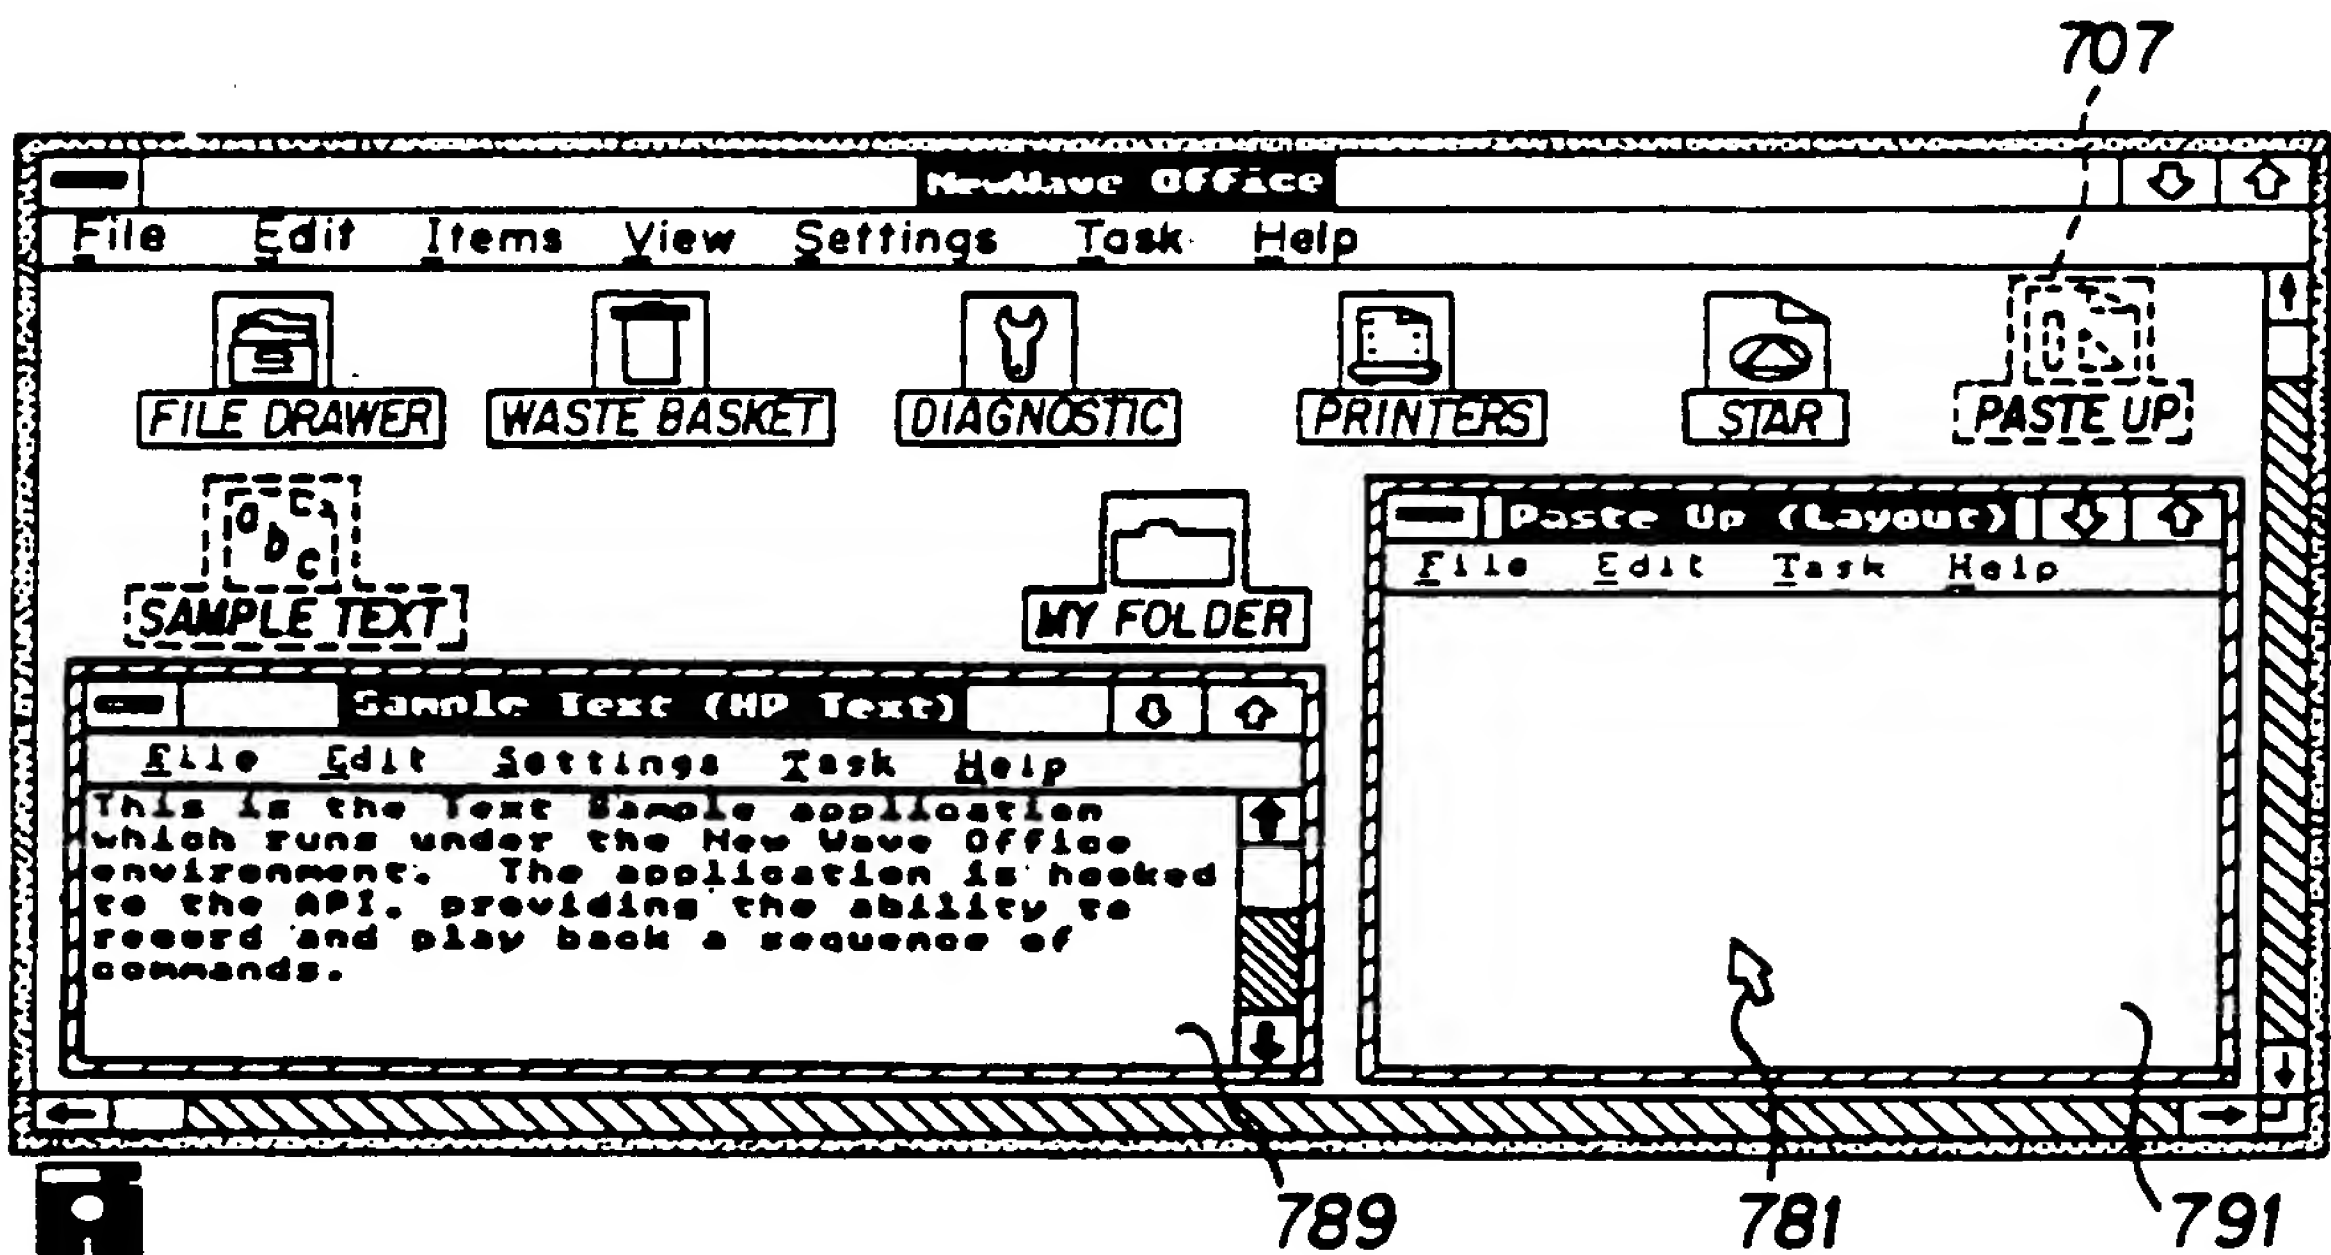 707
NewWave Office
File Edit Items View Settings Task Help
FILE DRAWER WASTE BASKET DIAGNOSTIC PRINTERS STAR PASTE UP
a b c
SAMPLE TEXT MY FOLDER
Paste Up (Layout)
File Edit Task Help
Sample Text (HP Text)
File Edit Settings Task Help
This is the Text Sample application
which runs under the New Wave Office
environment. The application is hooked
to the API, providing the ability to
record and play back a sequence of
commands.
789 781 791